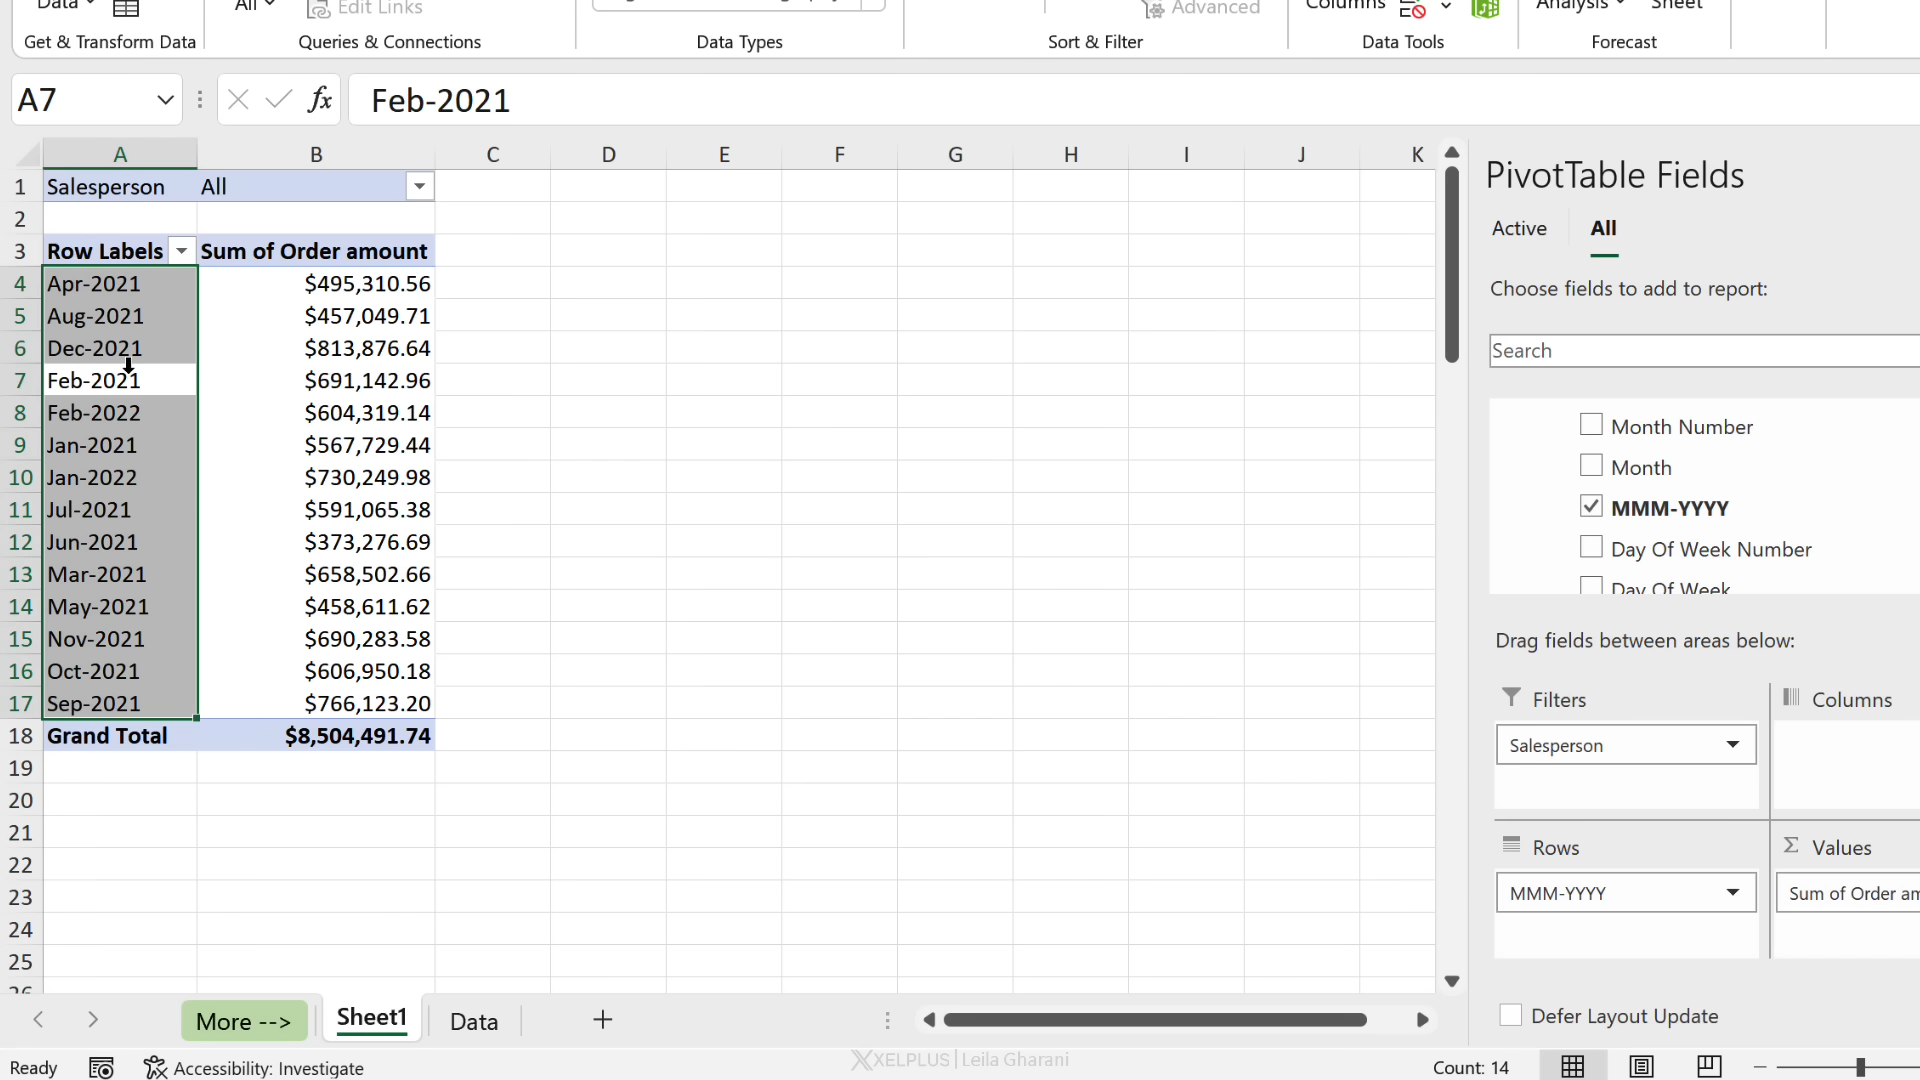 Data
All
Edit Links
Advanced
Columns
Analysis
Sheet
Get & Transform Data
Queries & Connections
Data Types
Sort & Filter
Data Tools
Forecast
A7
fx
Feb-2021
A B C D E F G H I J K
1 Salesperson All
2
3 Row Labels Sum of Order amount
4 Apr-2021 $495,310.56
5 Aug-2021 $457,049.71
6 Dec-2021 $813,876.64
7 Feb-2021 $691,142.96
8 Feb-2022 $604,319.14
9 Jan-2021 $567,729.44
10 Jan-2022 $730,249.98
11 Jul-2021 $591,065.38
12 Jun-2021 $373,276.69
13 Mar-2021 $658,502.66
14 May-2021 $458,611.62
15 Nov-2021 $690,283.58
16 Oct-2021 $606,950.18
17 Sep-2021 $766,123.20
18 Grand Total $8,504,491.74
19
20
21
22
23
24
25
26
PivotTable Fields
Active All
Choose fields to add to report:
Search
Month Number
Month
MMM-YYYY
Day Of Week Number
Day Of Week
Drag fields between areas below:
Filters
Columns
Salesperson
Rows
Values
MMM-YYYY
Sum of Order am
Defer Layout Update
More -->
Sheet1
Data
Ready
Accessibility: Investigate
XELPLUS | Leila Gharani
Count: 14